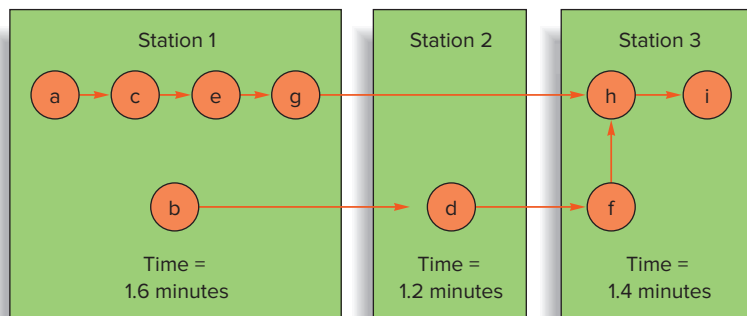 Station 1
Station 2
Station 3
a
c
e
g
h
i
b
d
f
Time =
1.6 minutes
Time =
1.2 minutes
Time =
1.4 minutes